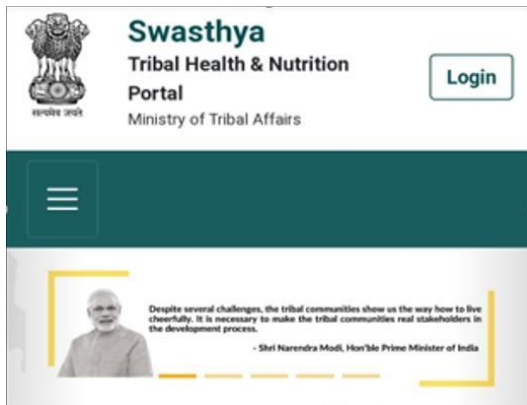 Swasthya
Tribal Health & Nutrition
Portal
Ministry of Tribal Affairs
सत्यमेव जयते
Login
Despite several challenges, the tribal communities show us the way how to live
cheerfully. It is necessary to make the tribal communities real stakeholders in
the development process.
- Shri Narendra Modi, Hon'ble Prime Minister of India